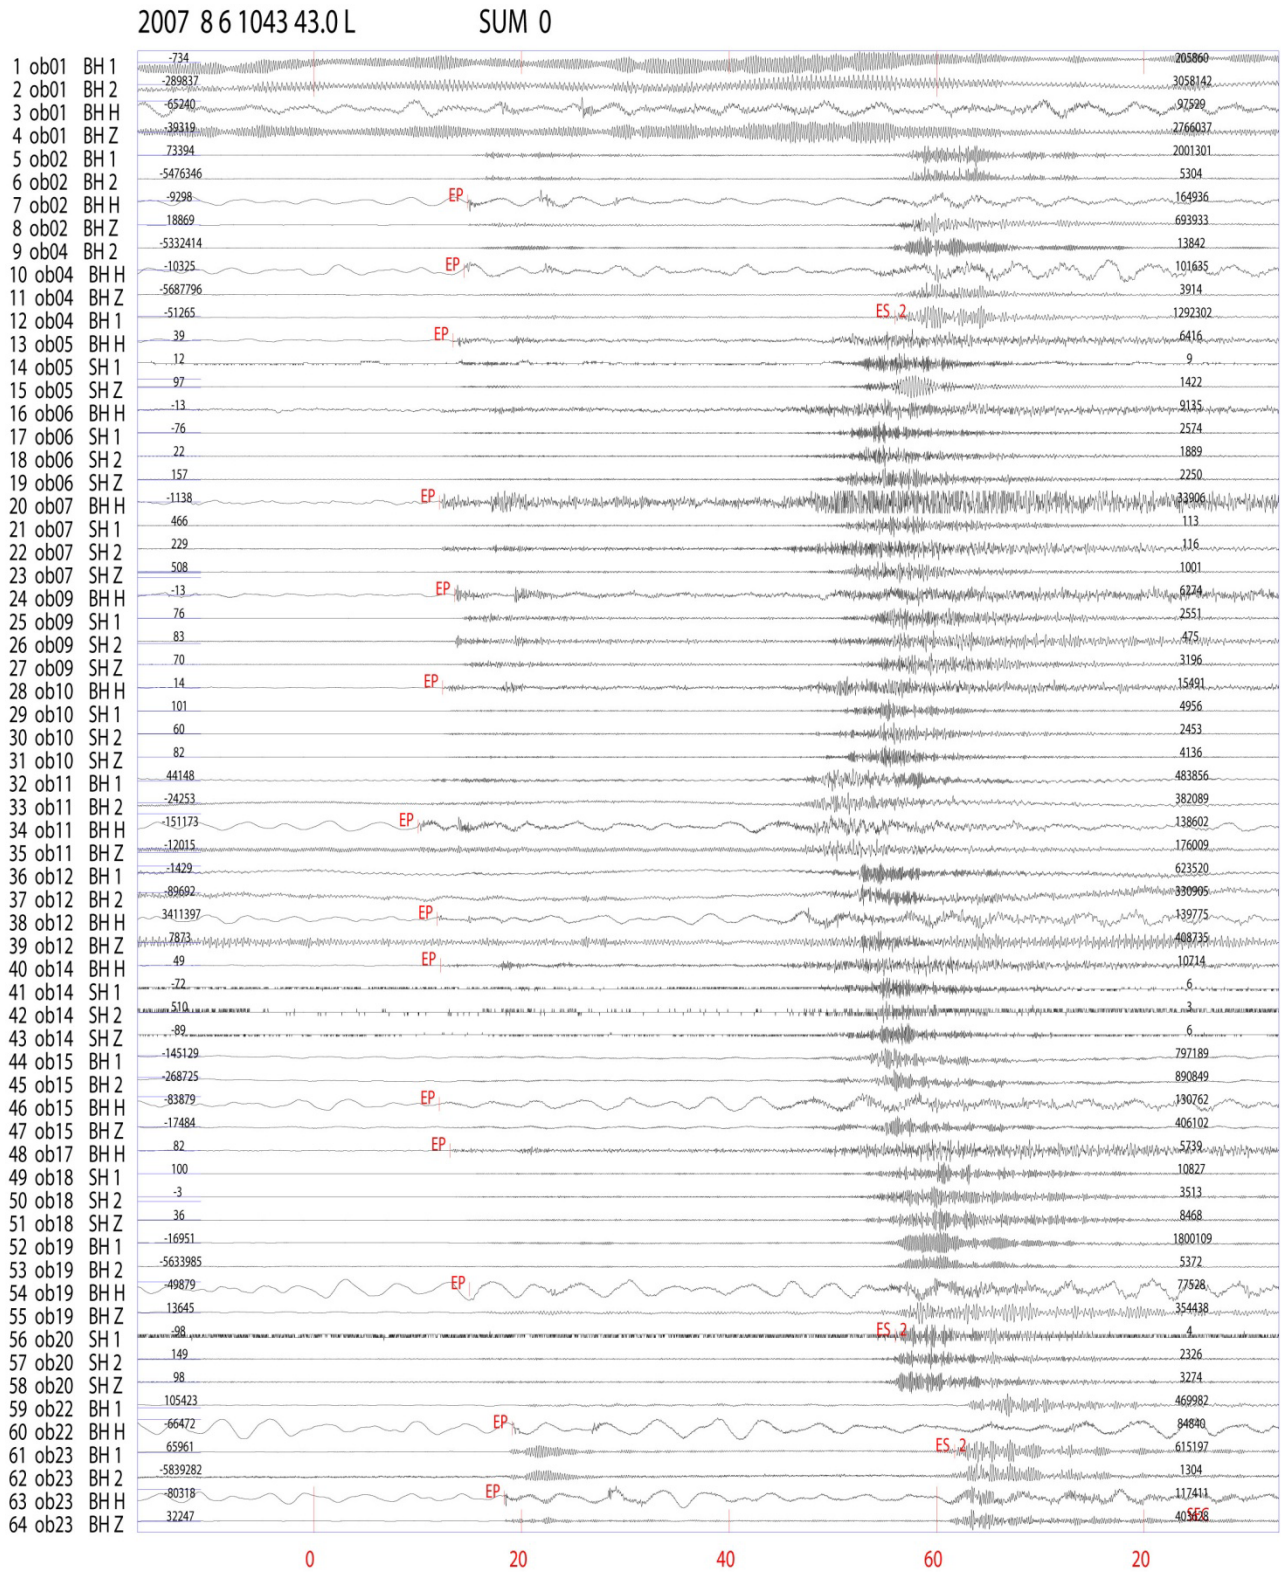 2007 8 6 1043 43.0 L SUM 0
1 ob01 BH 1 -734 205860
2 ob01 BH 2 -289837 3058142
3 ob01 BH H -65240 97529
4 ob01 BH Z -39319 2766037
5 ob02 BH 1 73394 2001301
6 ob02 BH 2 -5476346 5304
7 ob02 BH H -9298 EP 164936
8 ob02 BH Z 18869 693933
9 ob04 BH 2 -5332414 13842
10 ob04 BH H -10325 EP 101635
11 ob04 BH Z -5687796 3914
12 ob04 BH 1 -51265 ES 2 1292302
13 ob05 BH H 39 EP 6416
14 ob05 SH 1 12 9
15 ob05 SH Z 97 1422
16 ob06 BH H -13 9135
17 ob06 SH 1 -76 2574
18 ob06 SH 2 22 1889
19 ob06 SH Z 157 2250
20 ob07 BH H -1138 EP 33906
21 ob07 SH 1 466 113
22 ob07 SH 2 229 116
23 ob07 SH Z 508 1001
24 ob09 BH H -13 EP 6274
25 ob09 SH 1 76 2551
26 ob09 SH 2 83 475
27 ob09 SH Z 70 3196
28 ob10 BH H 14 EP 15491
29 ob10 SH 1 101 4956
30 ob10 SH 2 60 2453
31 ob10 SH Z 82 4136
32 ob11 BH 1 44148 483856
33 ob11 BH 2 -24253 382089
34 ob11 BH H -151173 EP 138602
35 ob11 BH Z -12015 176009
36 ob12 BH 1 -1429 623520
37 ob12 BH 2 -89692 330905
38 ob12 BH H 3411397 EP 139775
39 ob12 BH Z 7873 408735
40 ob14 BH H 49 EP 10714
41 ob14 SH 1 -72 6
42 ob14 SH 2 510 3
43 ob14 SH Z -89 6
44 ob15 BH 1 -145129 797189
45 ob15 BH 2 -268725 890849
46 ob15 BH H -83879 EP 130762
47 ob15 BH Z -17484 406102
48 ob17 BH H 82 EP 5739
49 ob18 SH 1 100 10827
50 ob18 SH 2 -3 3513
51 ob18 SH Z 36 8468
52 ob19 BH 1 -16951 1800109
53 ob19 BH 2 -5633985 5372
54 ob19 BH H -49879 EP 77528
55 ob19 BH Z 13645 354438
56 ob20 SH 1 -98 ES 2 4
57 ob20 SH 2 149 2326
58 ob20 SH Z 98 3274
59 ob22 BH 1 105423 469982
60 ob22 BH H -66472 EP 84840
61 ob23 BH 1 65961 ES 2 615197
62 ob23 BH 2 -5839282 1304
63 ob23 BH H -80318 EP 117411
64 ob23 BH Z 32247 SEC
0 20 40 60 20